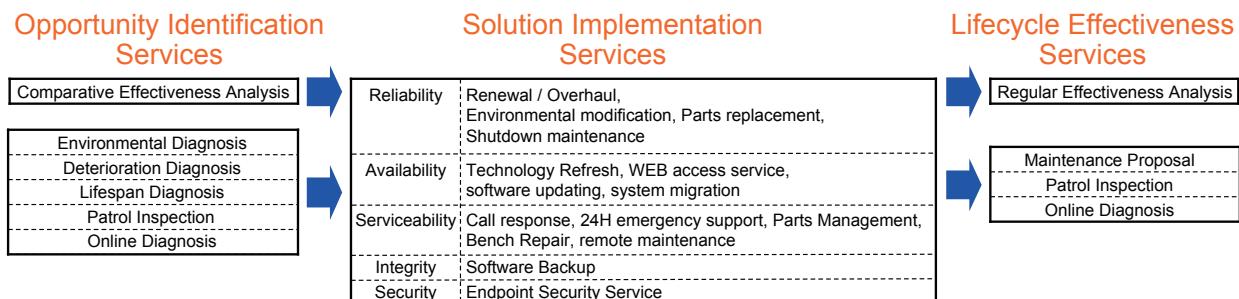 Opportunity Identification
Services
Comparative Effectiveness Analysis
Environmental Diagnosis
Deterioration Diagnosis
Lifespan Diagnosis
Patrol Inspection
Online Diagnosis
Solution Implementation
Services
Reliability
Renewal / Overhaul,
Environmental modification, Parts replacement,
Shutdown maintenance
Availability
Technology Refresh, WEB access service,
software updating, system migration
Serviceability
Call response, 24H emergency support, Parts Management,
Bench Repair, remote maintenance
Integrity
Software Backup
Security
Endpoint Security Service
Lifecycle Effectiveness
Services
Regular Effectiveness Analysis
Maintenance Proposal
Patrol Inspection
Online Diagnosis